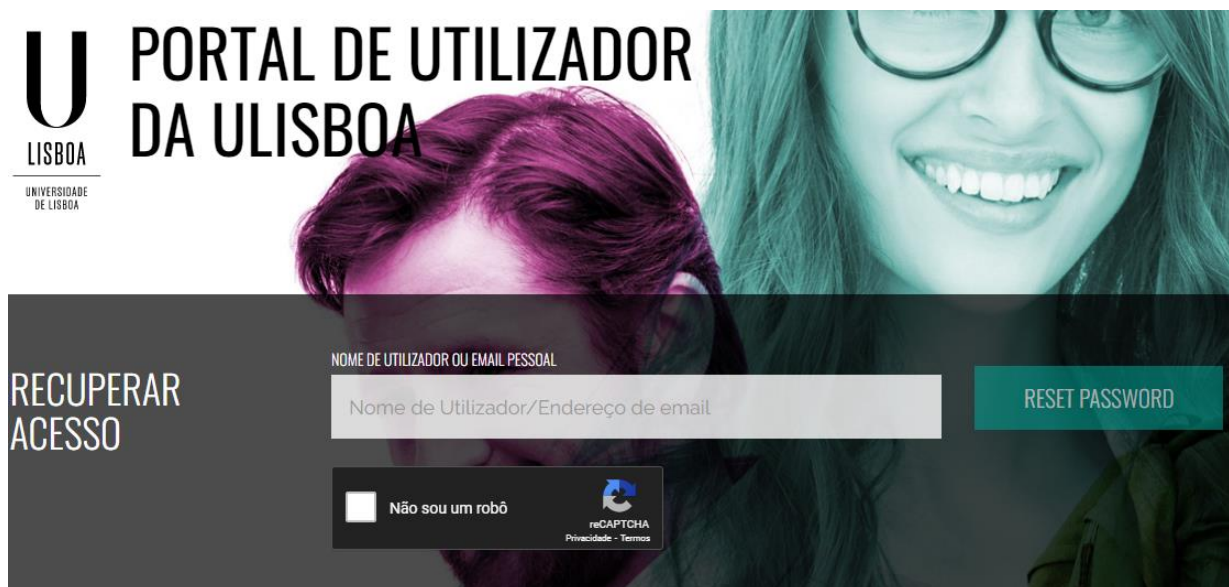 U
LISBOA
UNIVERSIDADE
DE LISBOA
PORTAL DE UTILIZADOR
DA ULISBOA
RECUPERAR
ACESSO
NOME DE UTILIZADOR OU EMAIL PESSOAL
Nome de Utilizador/Endereço de email
RESET PASSWORD
Não sou um robô
reCAPTCHA
Privacidade - Termos